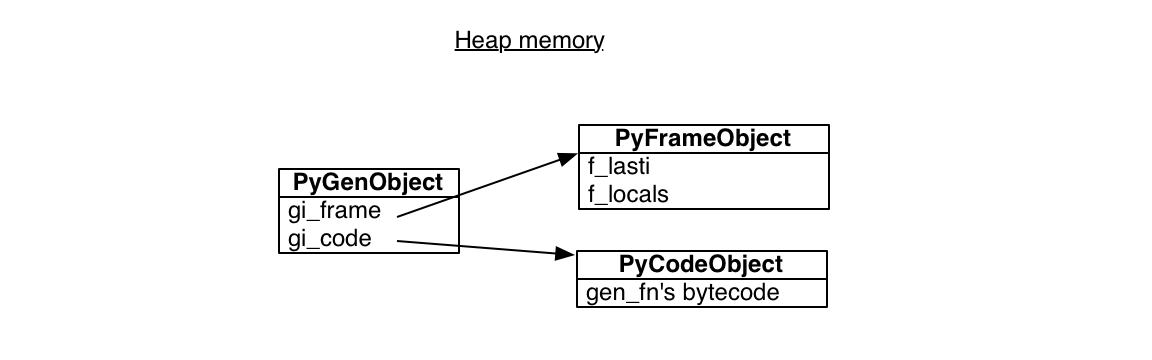 Heap memory
PyGenObject
gi_frame
gi_code
PyFrameObject
f_lasti
f_locals
PyCodeObject
gen_fn's bytecode